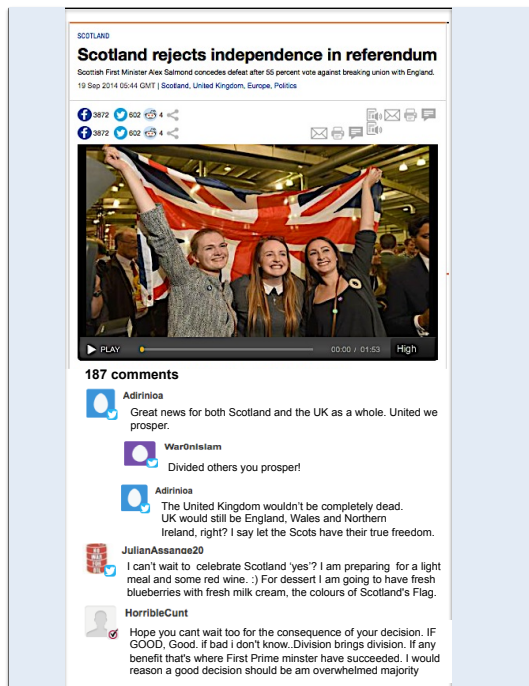 SCOTLAND
Scotland rejects independence in referendum
Scottish First Minister Alex Salmond concedes defeat after 55 percent vote against breaking union with England.
19 Sep 2014 05:44 GMT | Scotland, United Kingdom, Europe, Politics
3872 602 4
3872 602 4
PLAY 00:00 / 01:53 High
187 comments
Adirinioa
Great news for both Scotland and the UK as a whole. United we
prosper.
War0nIslam
Divided others you prosper!
Adirinioa
The United Kingdom wouldn't be completely dead.
UK would still be England, Wales and Northern
Ireland, right? I say let the Scots have their true freedom.
JulianAssange20
I can't wait to celebrate Scotland 'yes'? I am preparing for a light
meal and some red wine. :) For dessert I am going to have fresh
blueberries with fresh milk cream, the colours of Scotland's Flag.
HorribleCunt
Hope you cant wait too for the consequence of your decision. IF
GOOD, Good. if bad i don't know..Division brings division. If any
benefit that's where First Prime minster have succeeded. I would
reason a good decision should be am overwhelmed majority